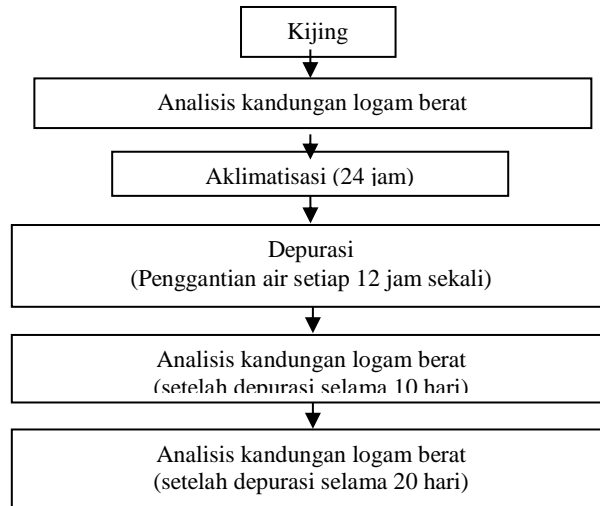 Kijing
Analisis kandungan logam berat
Aklimatisasi (24 jam)
Depurasi
(Penggantian air setiap 12 jam sekali)
Analisis kandungan logam berat
(setelah depurasi selama 10 hari)
Analisis kandungan logam berat
(setelah depurasi selama 20 hari)